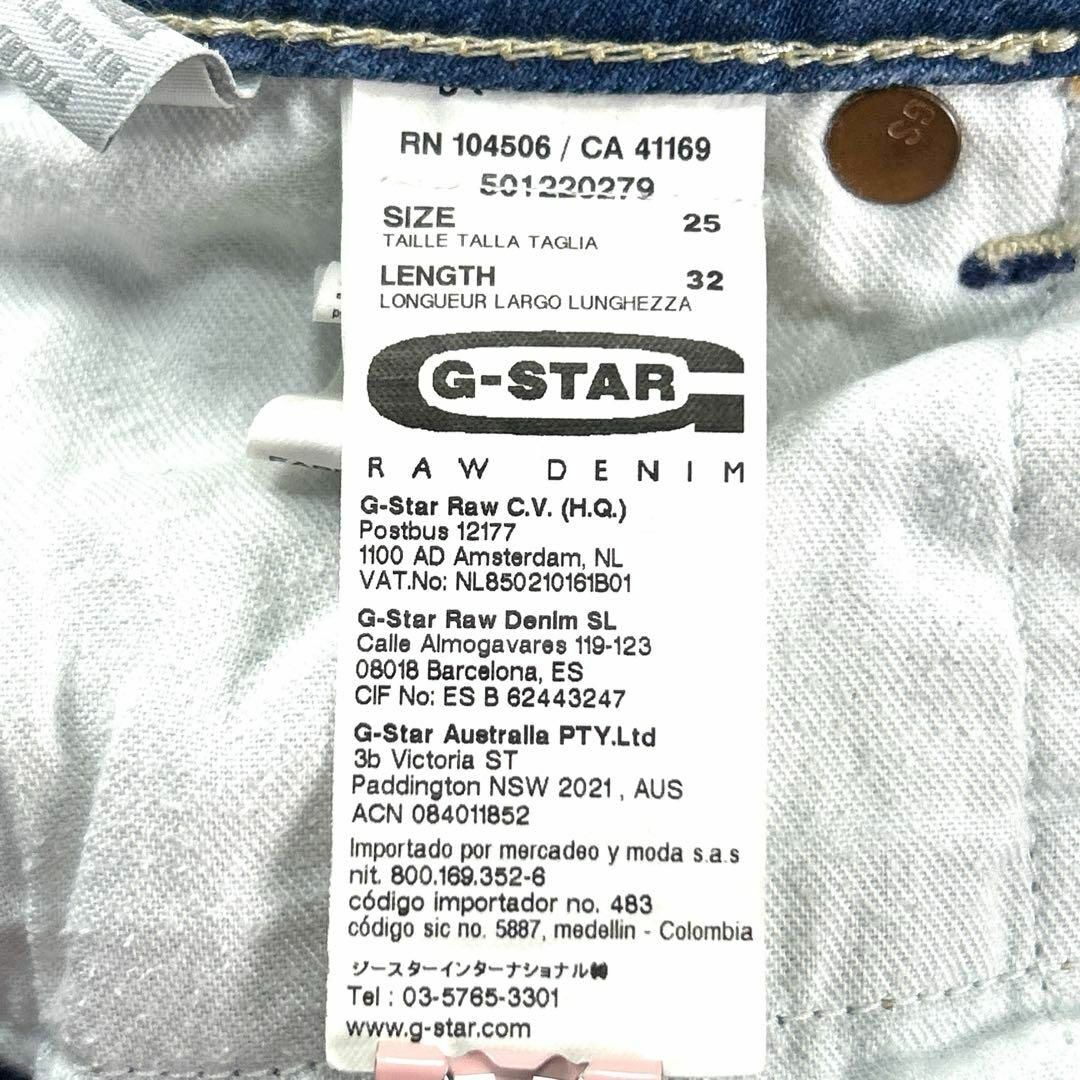 RN 104506 / CA 41169
501220279
SIZE 25
TAILLE TALLA TAGLIA
LENGTH 32
LONGUEUR LARGO LUNGHEZZA
G-STAR
RAW DENIM
G-Star Raw C.V. (H.Q.)
Postbus 12177
1100 AD Amsterdam, NL
VAT.No: NL850210161B01
G-Star Raw Denim SL
Calle Almogavares 119-123
08018 Barcelona, ES
CIF No: ES B 62443247
G-Star Australia PTY.Ltd
3b Victoria ST
Paddington NSW 2021 , AUS
ACN 084011852
Importado por mercadeo y moda s.a.s
nit. 800.169.352-6
código importador no. 483
código sic no. 5887, medellin - Colombia
ジースターインターナショナル㈱
Tel : 03-5765-3301
www.g-star.com
GS
MADE IN